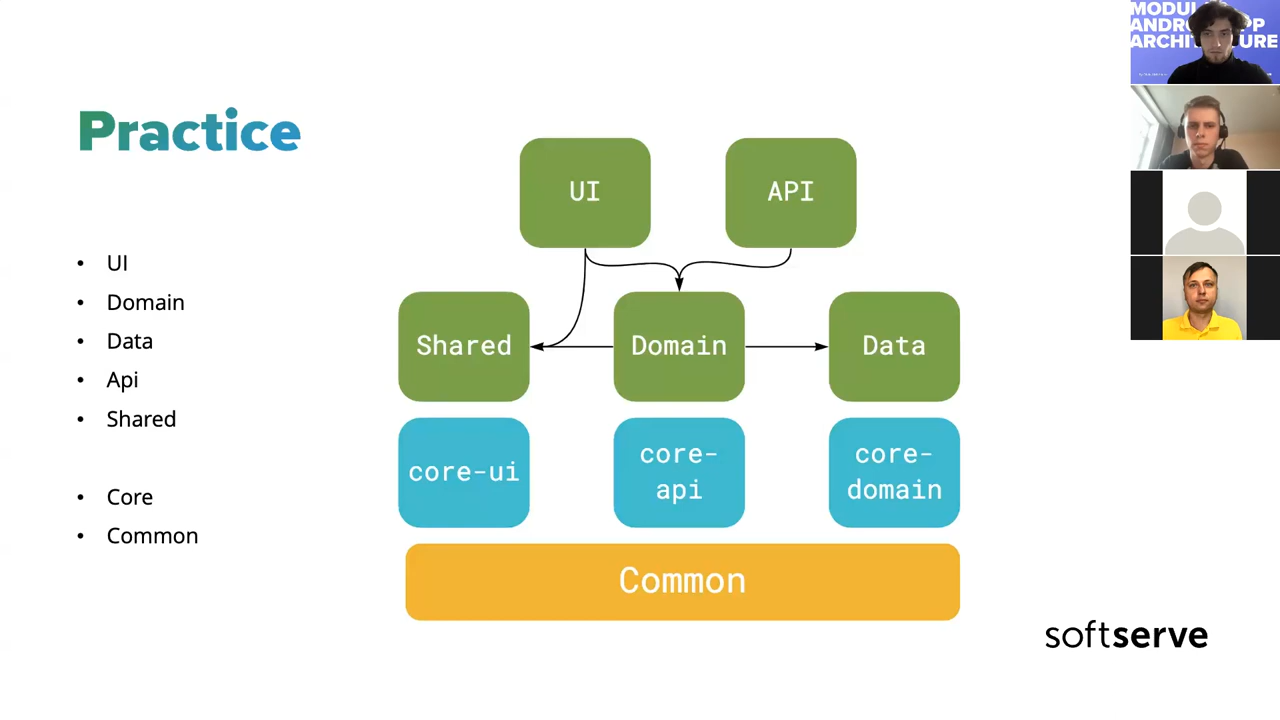 Practice
UI
Domain
Data
Api
Shared
Core
Common
UI
API
Shared
Domain
Data
core-ui
core-
api
core-
domain
Common
softserve